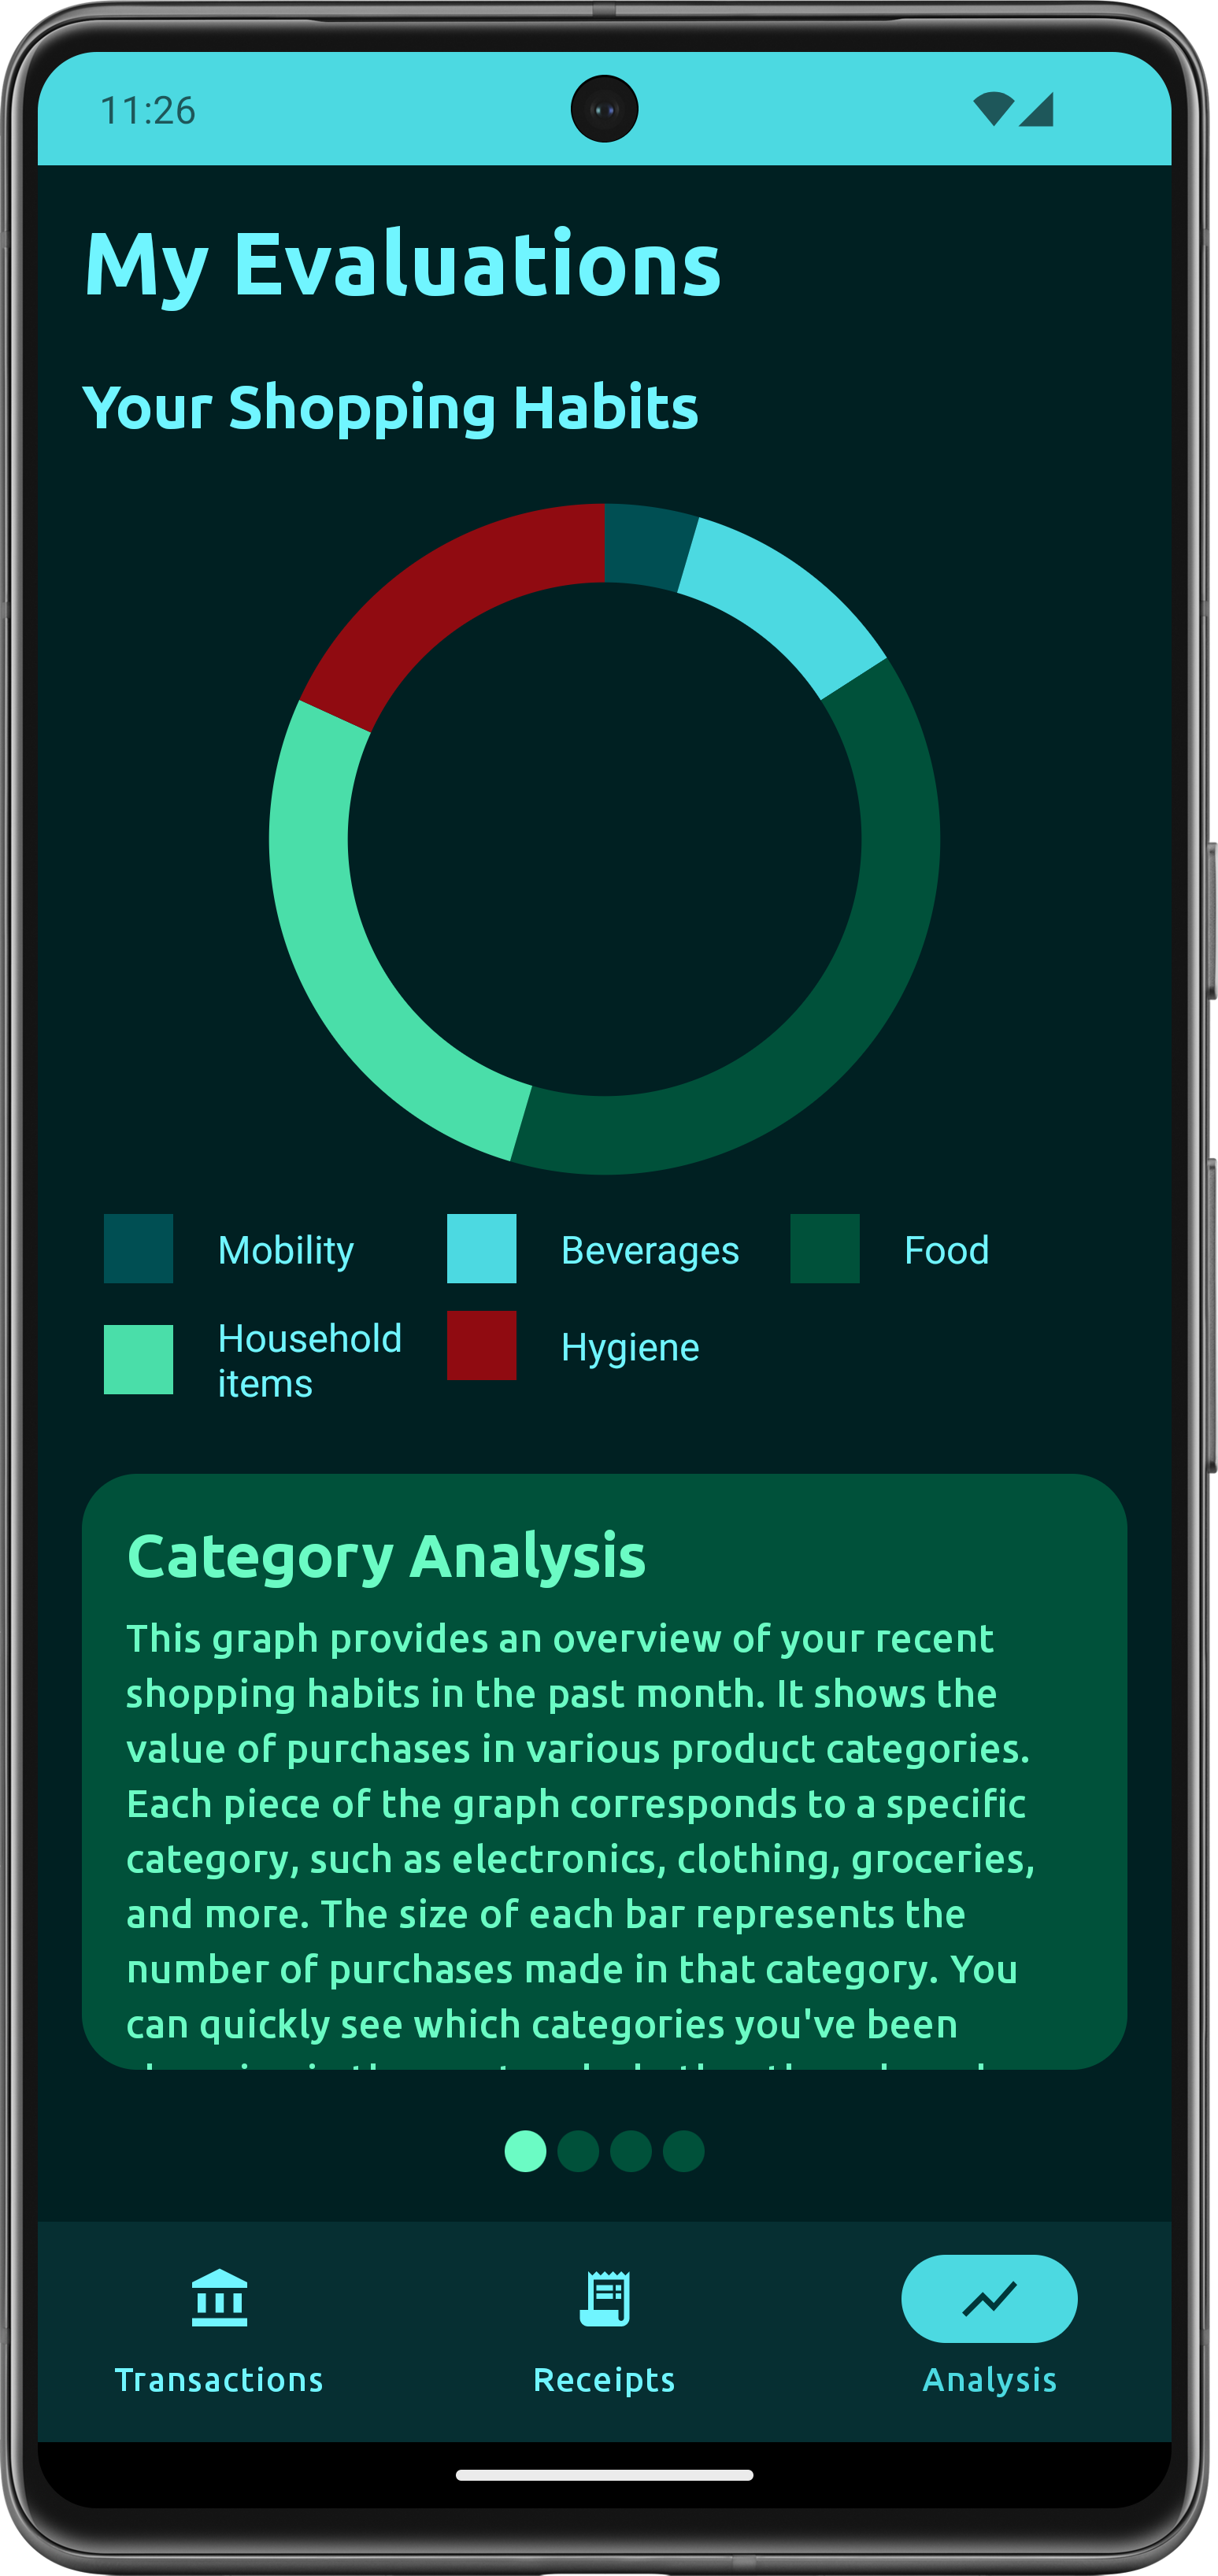 11:26
My Evaluations
Your Shopping Habits
Mobility
Beverages
Food
Household
items
Hygiene
Category Analysis
This graph provides an overview of your recent
shopping habits in the past month. It shows the
value of purchases in various product categories.
Each piece of the graph corresponds to a specific
category, such as electronics, clothing, groceries,
and more. The size of each bar represents the
number of purchases made in that category. You
can quickly see which categories you've been
Transactions
Receipts
Analysis